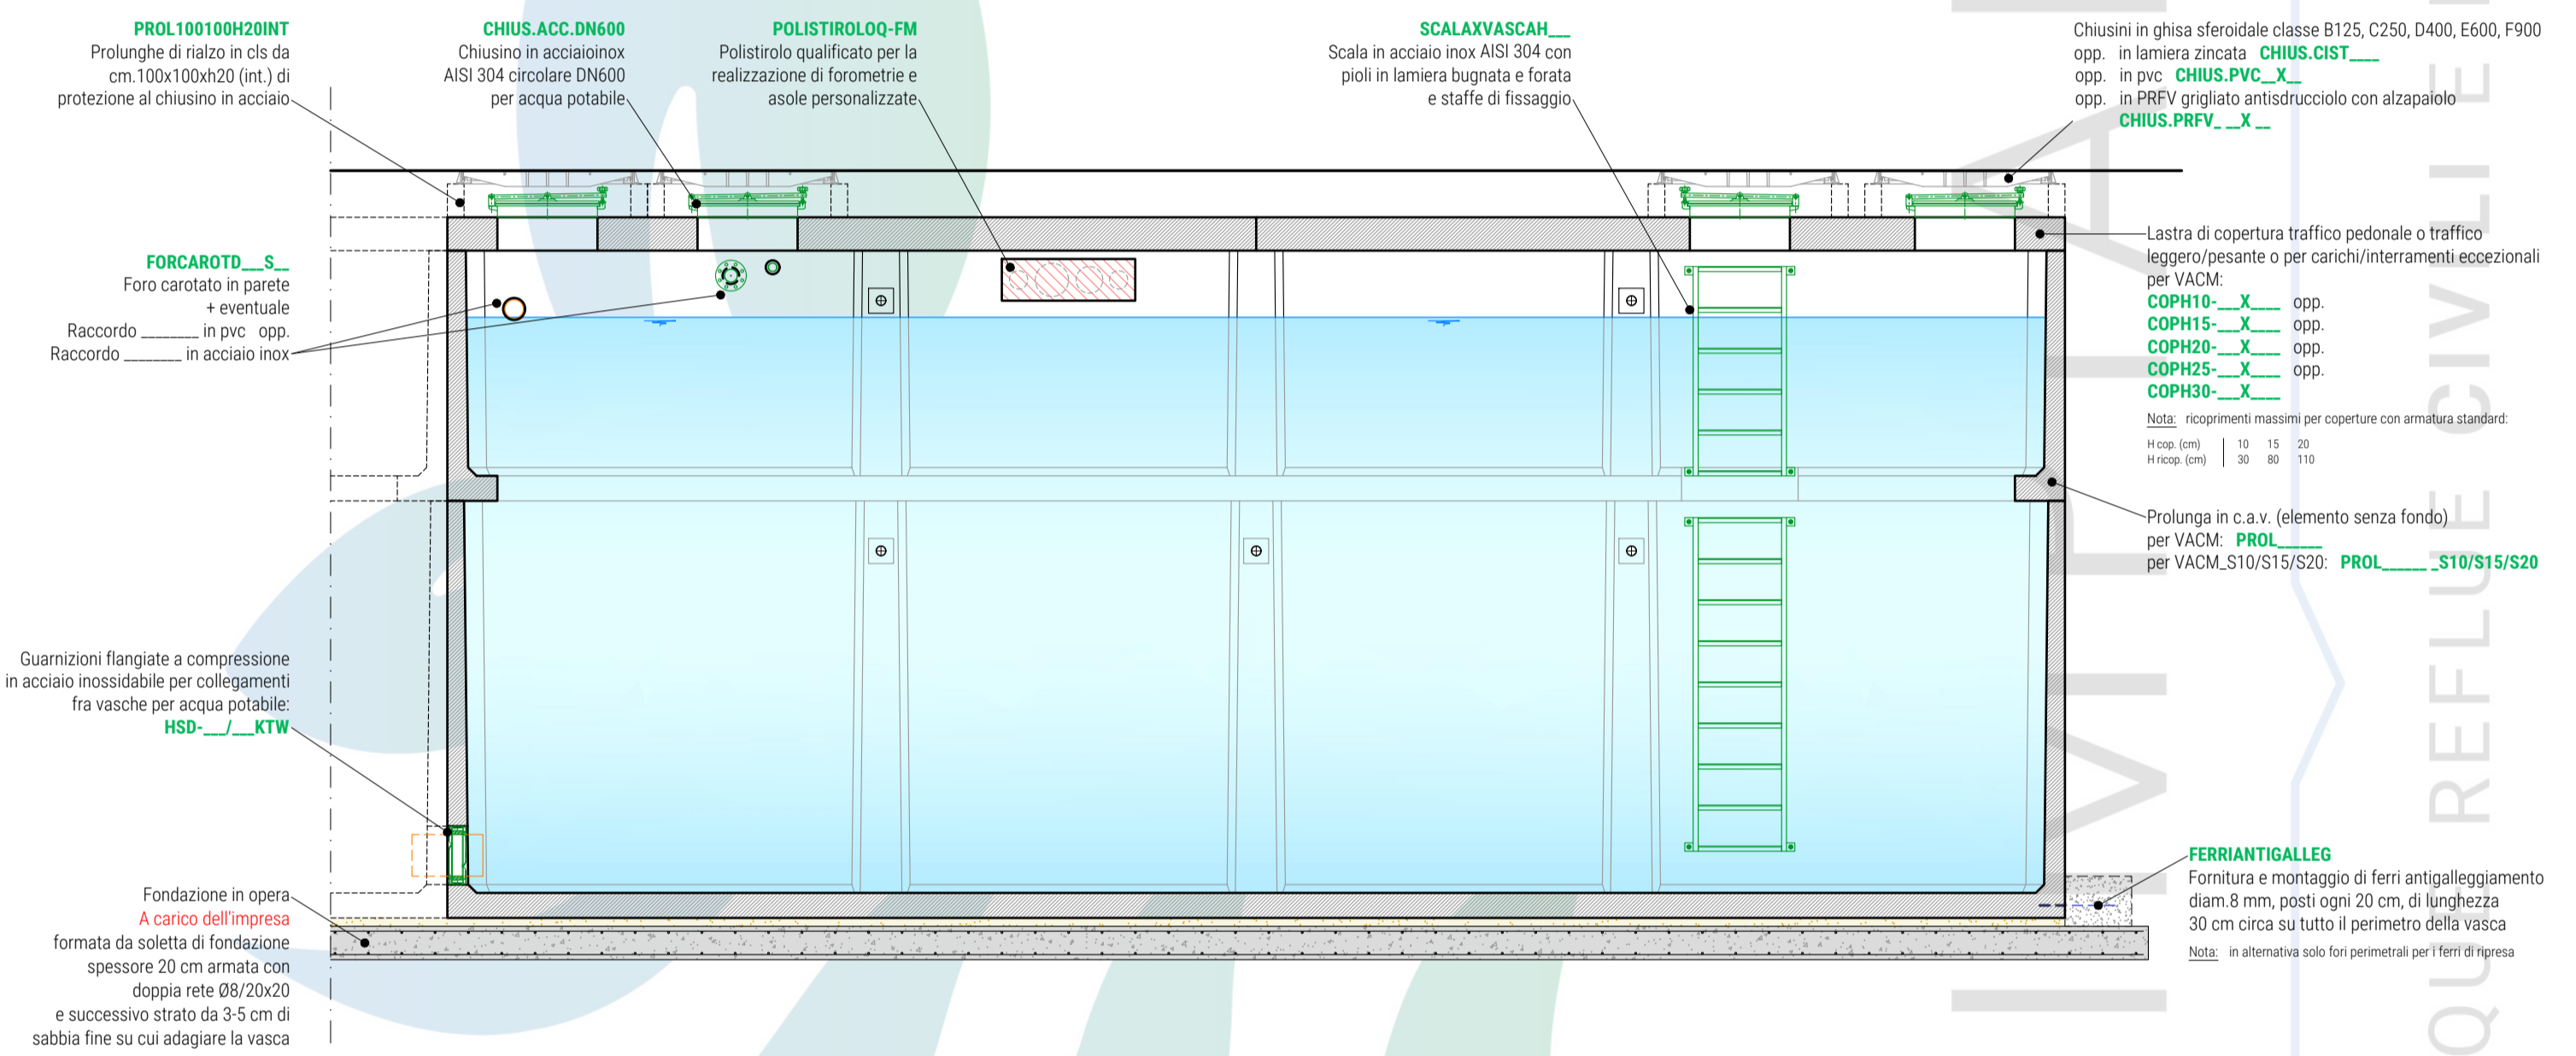 PROL100100H20INT
Prolunghe di rialzo in cls da
cm.100x100xh20 (int.) di
protezione al chiusino in acciaio
CHIUS.ACC.DN600
Chiusino in acciaioinox
AISI 304 circolare DN600
per acqua potabile
POLISTIROLOQ-FM
Polistirolo qualificato per la
realizzazione di forometrie e
asole personalizzate
SCALAXVASCAH___
Scala in acciaio inox AISI 304 con
pioli in lamiera bugnata e forata
e staffe di fissaggio
Chiusini in ghisa sferoidale classe B125, C250, D400, E600, F900
opp. in lamiera zincata CHIUS.CIST____
opp. in pvc CHIUS.PVC__X__
opp. in PRFV grigliato antisdrucciolo con alzapaiolo
CHIUS.PRFV_ __X __
FORCAROTD___S__
Foro carotato in parete
+ eventuale
Raccordo _______ in pvc opp.
Raccordo _______ in acciaio inox
Lastra di copertura traffico pedonale o traffico
leggero/pesante o per carichi/interramenti eccezionali
per VACM:
COPH10-___X____ opp.
COPH15-___X____ opp.
COPH20-___X____ opp.
COPH25-___X____ opp.
COPH30-___X____
Nota: ricoprimenti massimi per coperture con armatura standard:
H cop. (cm) 10 15 20
H ricop. (cm) 30 80 110
Prolunga in c.a.v. (elemento senza fondo)
per VACM: PROL______
per VACM_S10/S15/S20: PROL______ _S10/S15/S20
Guarnizioni flangiate a compressione
in acciaio inossidabile per collegamenti
fra vasche per acqua potabile:
HSD-___/___KTW
Fondazione in opera
A carico dell'impresa
formata da soletta di fondazione
spessore 20 cm armata con
doppia rete Ø8/20x20
e successivo strato da 3-5 cm di
sabbia fine su cui adagiare la vasca
FERRIANTIGALLEG
Fornitura e montaggio di ferri antigalleggiamento
diam.8 mm, posti ogni 20 cm, di lunghezza
30 cm circa su tutto il perimetro della vasca
Nota: in alternativa solo fori perimetrali per i ferri di ripresa
REFLUE CIVILI E